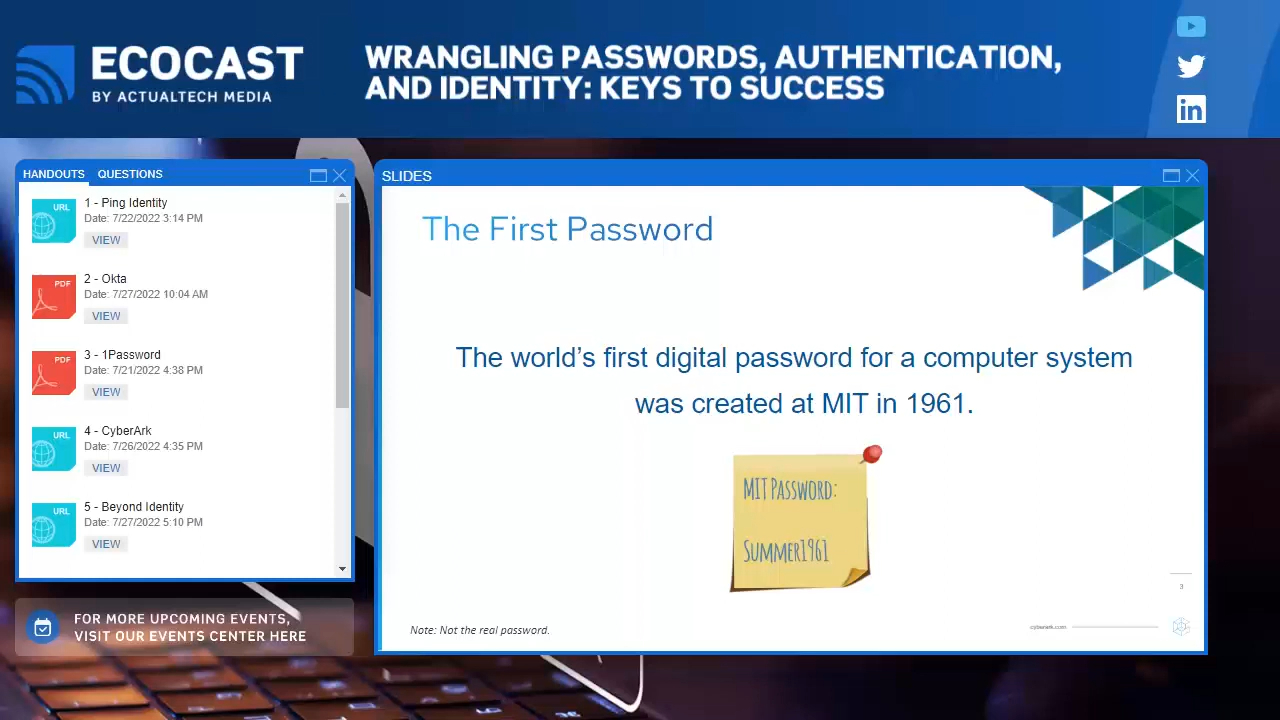 ECOCAST
BY ACTUALTECH MEDIA
WRANGLING PASSWORDS, AUTHENTICATION,
AND IDENTITY: KEYS TO SUCCESS
in
HANDOUTS QUESTIONS
URL
1 - Ping Identity
Date: 7/22/2022 3:14 PM
VIEW
PDF
2 - Okta
Date: 7/27/2022 10:04 AM
VIEW
PDF
3 - 1Password
Date: 7/21/2022 4:38 PM
VIEW
URL
4 - CyberArk
Date: 7/26/2022 4:35 PM
VIEW
URL
5 - Beyond Identity
Date: 7/27/2022 5:10 PM
VIEW
FOR MORE UPCOMING EVENTS,
VISIT OUR EVENTS CENTER HERE
SLIDES
The First Password
The world's first digital password for a computer system
was created at MIT in 1961.
MIT Password:
Summer1961
3
Note: Not the real password.
cyberark.com